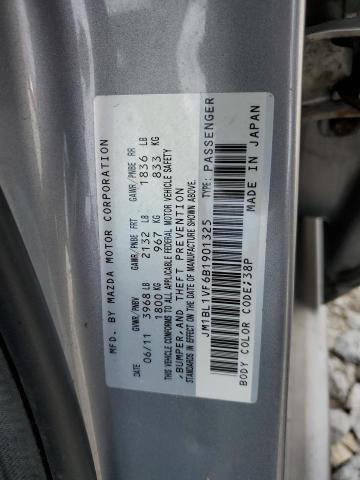 MFD. BY MAZDA MOTOR CORPORATION
DATE GVWR/PNBV GAWR/PNBE FRT GAWR/PNBE RR
06/11 3968 LB 2132 LB 1836 LB
1800 KG 967 KG 833 KG
THIS VEHICLE CONFORMS TO ALL APPLICABLE FEDERAL MOTOR VEHICLE SAFETY
,BUMPER,AND THEFT PREVENTION
STANDARDS IN EFFECT ON THE DATE OF MANUFACTURE SHOWN ABOVE.
JM1BL1VF6B1901325 TYPE: PASSENGER
BODY COLOR CODE;38P MADE IN JAPAN